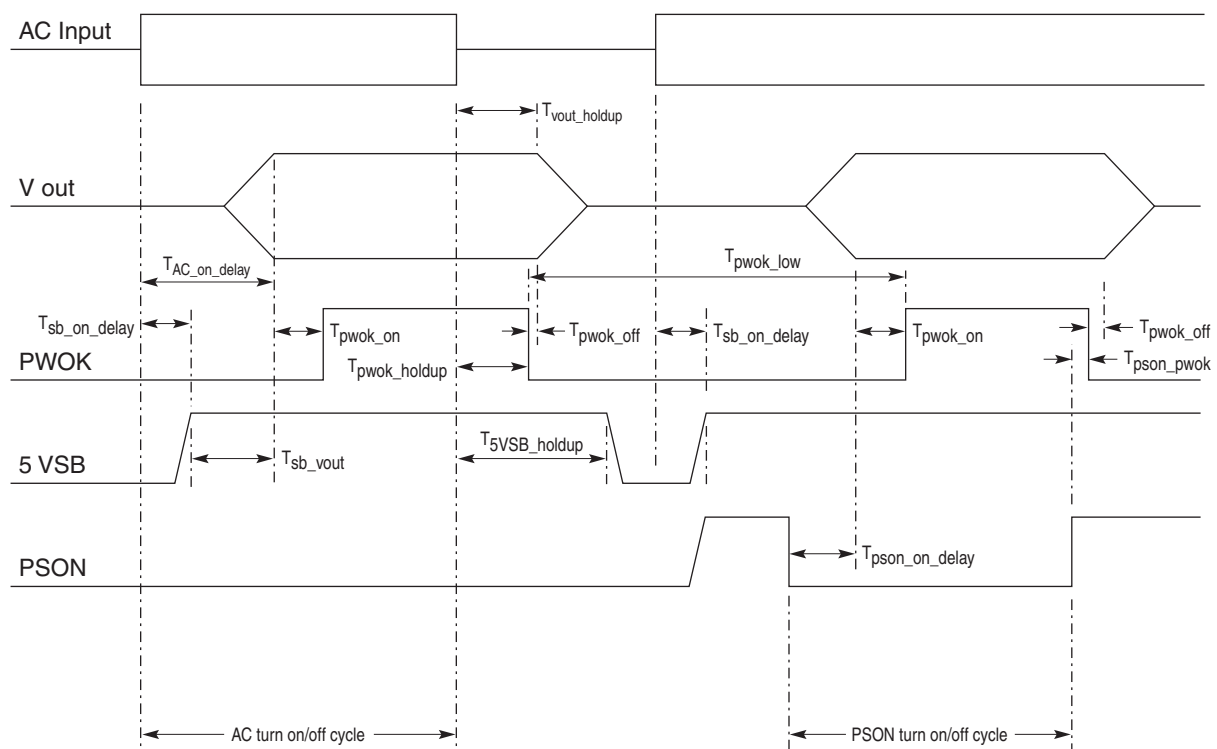 AC Input
Tvout_holdup
V out
TAC_on_delay
Tpwok_low
Tsb_on_delay
Tpwok_on
Tpwok_off
Tsb_on_delay
Tpwok_on
Tpwok_off
PWOK
Tpwok_holdup
Tpson_pwok
5 VSB
Tsb_vout
T5VSB_holdup
PSON
Tpson_on_delay
AC turn on/off cycle
PSON turn on/off cycle